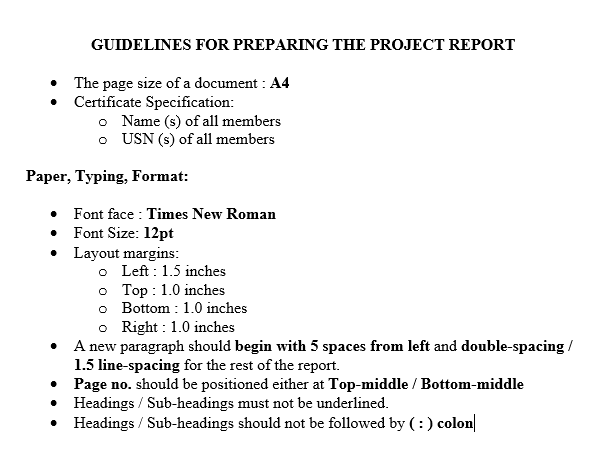 GUIDELINES FOR PREPARING THE PROJECT REPORT
• The page size of a document : A4
• Certificate Specification:
o Name (s) of all members
o USN (s) of all members
Paper, Typing, Format:
• Font face : Times New Roman
• Font Size: 12pt
• Layout margins:
o Left : 1.5 inches
o Top : 1.0 inches
o Bottom : 1.0 inches
o Right : 1.0 inches
• A new paragraph should begin with 5 spaces from left and double-spacing /
1.5 line-spacing for the rest of the report.
• Page no. should be positioned either at Top-middle / Bottom-middle
• Headings / Sub-headings must not be underlined.
• Headings / Sub-headings should not be followed by ( : ) colon